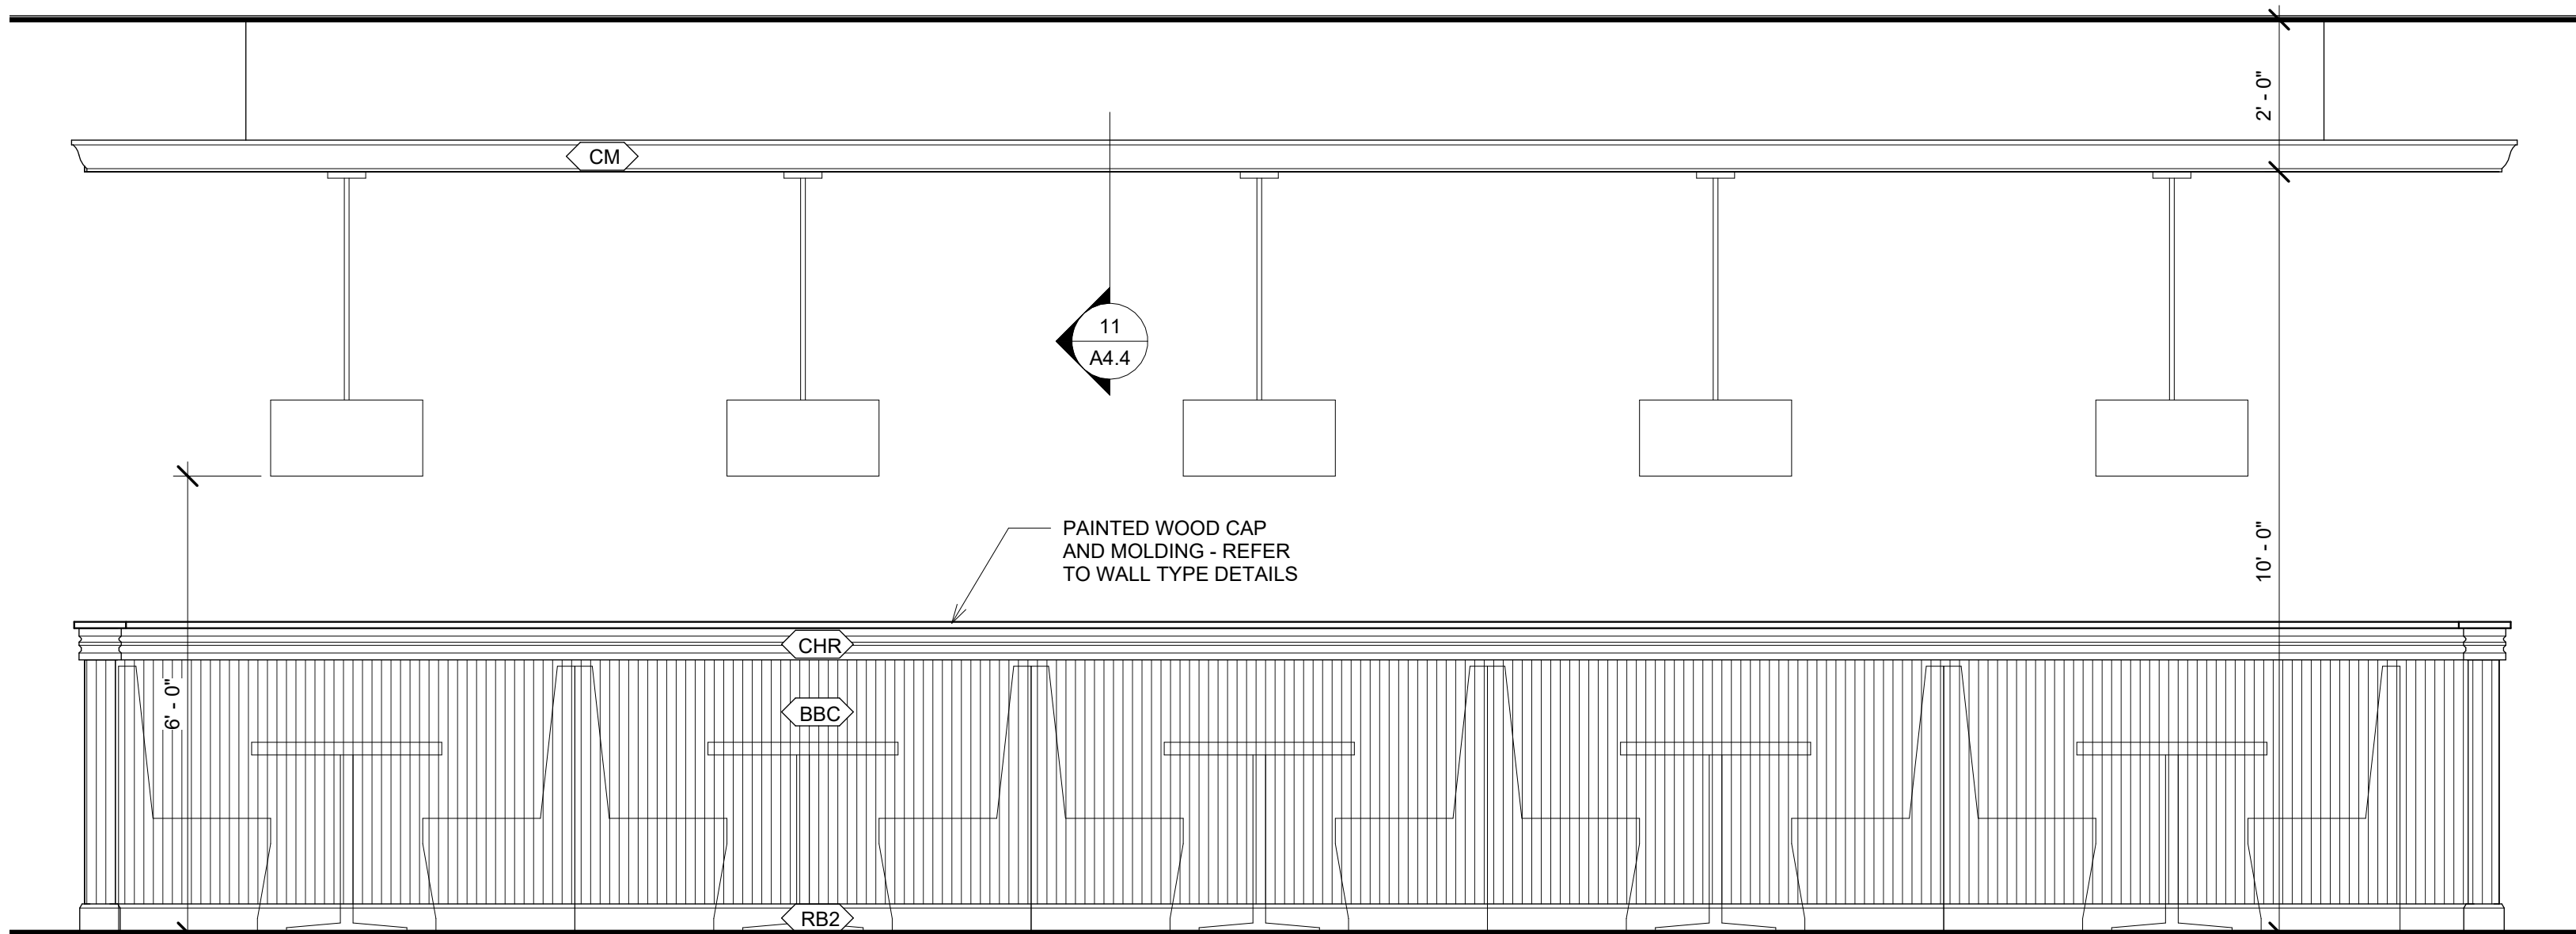 2' - 0"
CM
11
A4.4
PAINTED WOOD CAP
AND MOLDING - REFER
TO WALL TYPE DETAILS
10' - 0"
CHR
6' - 0"
BBC
RB2